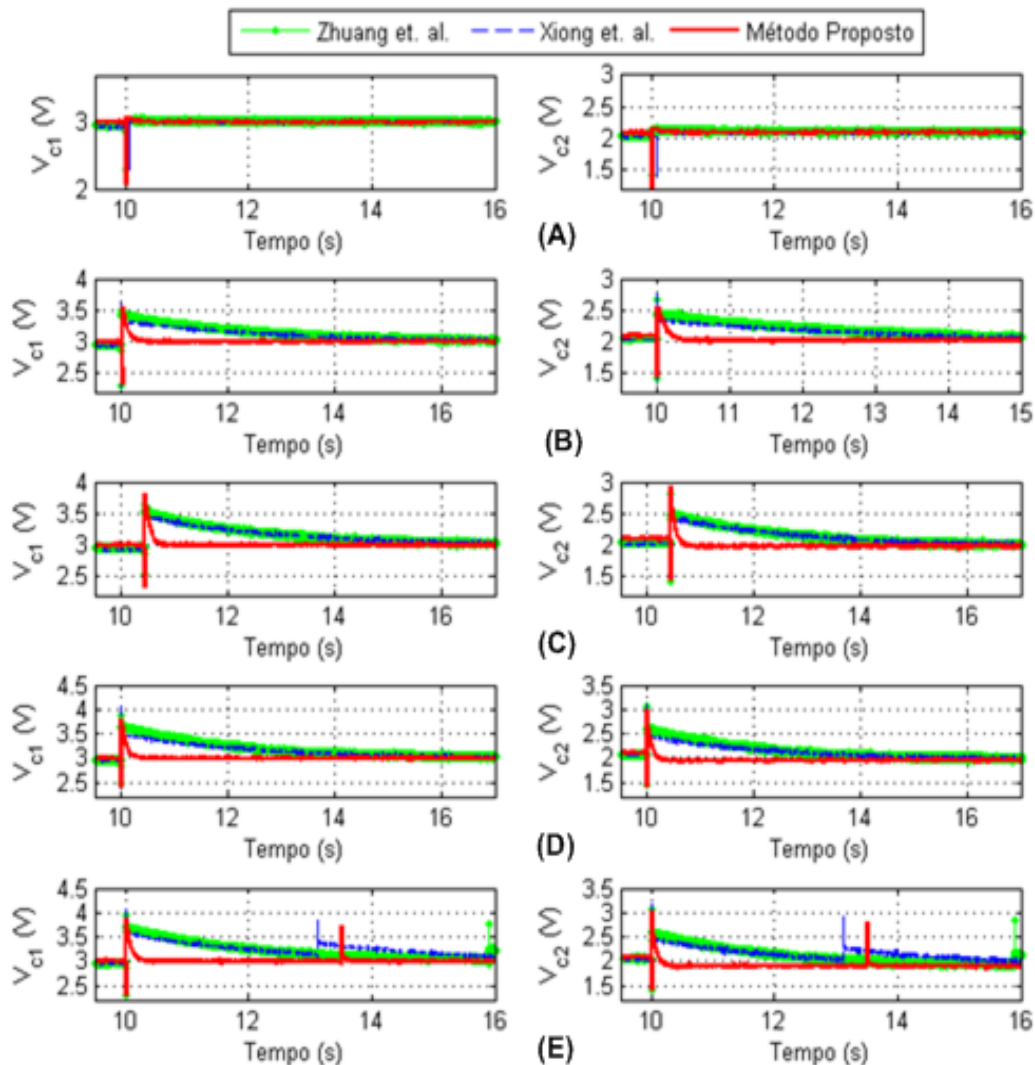 Zhuang et. al. Xiong et. al. Método Proposto
3
2
V_c1 (V)
10 12 14 16
Tempo (s)
3
2.5
2
1.5
V_c2 (V)
10 12 14 16
Tempo (s)
(A)
4
3.5
3
2.5
V_c1 (V)
10 12 14 16
Tempo (s)
3
2.5
2
1.5
V_c2 (V)
10 11 12 13 14 15
Tempo (s)
(B)
4
3.5
3
2.5
V_c1 (V)
10 12 14 16
Tempo (s)
3
2.5
2
1.5
V_c2 (V)
10 12 14 16
Tempo (s)
(C)
4.5
4
3.5
3
2.5
V_c1 (V)
10 12 14 16
Tempo (s)
3.5
3
2.5
2
1.5
V_c2 (V)
10 12 14 16
Tempo (s)
(D)
4.5
4
3.5
3
2.5
V_c1 (V)
10 12 14 16
Tempo (s)
3.5
3
2.5
2
1.5
V_c2 (V)
10 12 14 16
Tempo (s)
(E)